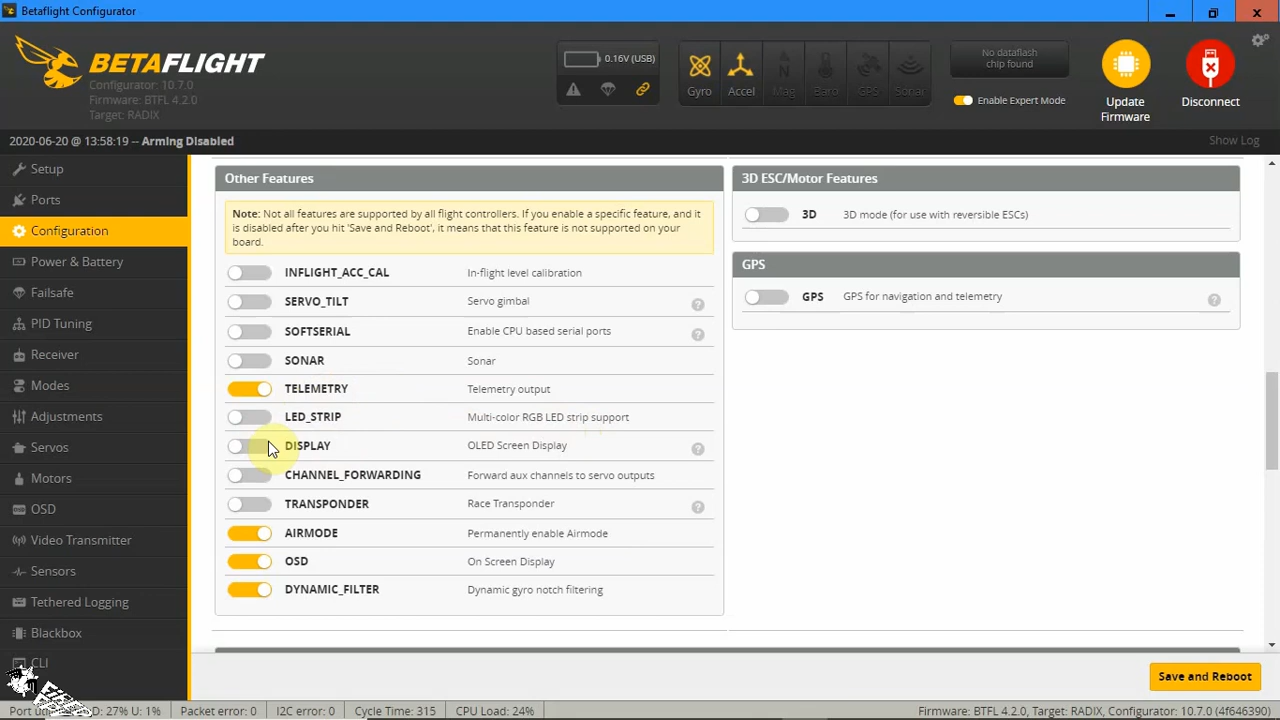 Betaflight Configurator
BETAFLIGHT
Configurator: 10.7.0
Firmware: BTFL 4.2.0
Target: RADIX
0.16V (USB)
Gyro
Accel
Mag
Baro
GPS
Sonar
No dataflash
chip found
Enable Expert Mode
Update
Firmware
Disconnect
2020-06-20 @ 13:58:19 -- Arming Disabled
Show Log
Setup
Ports
Configuration
Power & Battery
Failsafe
PID Tuning
Receiver
Modes
Adjustments
Servos
Motors
OSD
Video Transmitter
Sensors
Tethered Logging
Blackbox
CLI
Other Features
Note: Not all features are supported by all flight controllers. If you enable a specific feature, and it
is disabled after you hit 'Save and Reboot', it means that this feature is not supported on your
board.
INFLIGHT_ACC_CAL In-flight level calibration
SERVO_TILT Servo gimbal
SOFTSERIAL Enable CPU based serial ports
SONAR Sonar
TELEMETRY Telemetry output
LED_STRIP Multi-color RGB LED strip support
DISPLAY OLED Screen Display
CHANNEL_FORWARDING Forward aux channels to servo outputs
TRANSPONDER Race Transponder
AIRMODE Permanently enable Airmode
OSD On Screen Display
DYNAMIC_FILTER Dynamic gyro notch filtering
3D ESC/Motor Features
3D 3D mode (for use with reversible ESCs)
GPS
GPS GPS for navigation and telemetry
Save and Reboot
Port D: 27% U: 1% Packet error: 0 I2C error: 0 Cycle Time: 315 CPU Load: 24% Firmware: BTFL 4.2.0, Target: RADIX, Configurator: 10.7.0 (4f646390)